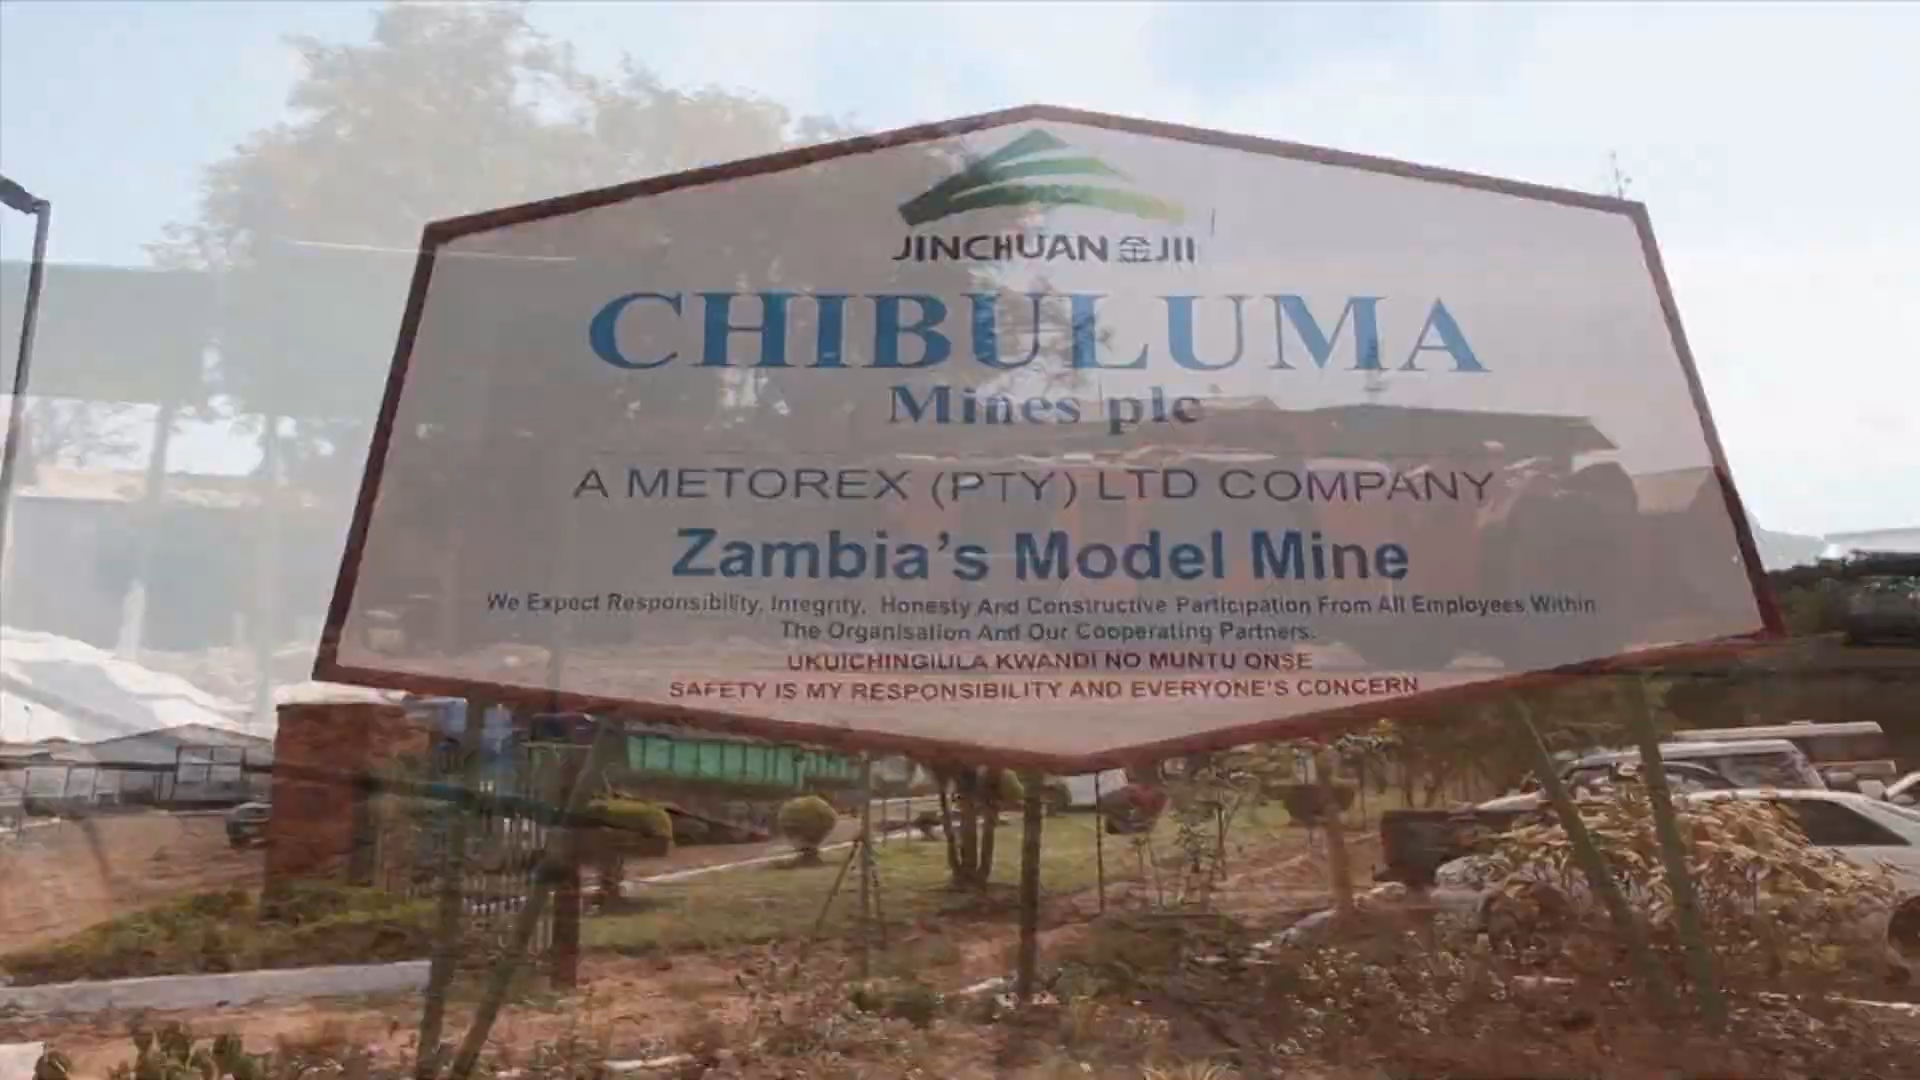 JINCHUAN 金川
CHIBULUMA
Mines plc
A METOREX (PTY) LTD COMPANY
Zambia's Model Mine
We Expect Responsibility, Integrity, Honesty And Constructive Participation From All Employees Within
The Organisation And Our Cooperating Partners.
UKUICHINGILILA KWANDI NO MUNTU ONSE
SAFETY IS MY RESPONSIBILITY AND EVERYONE'S CONCERN